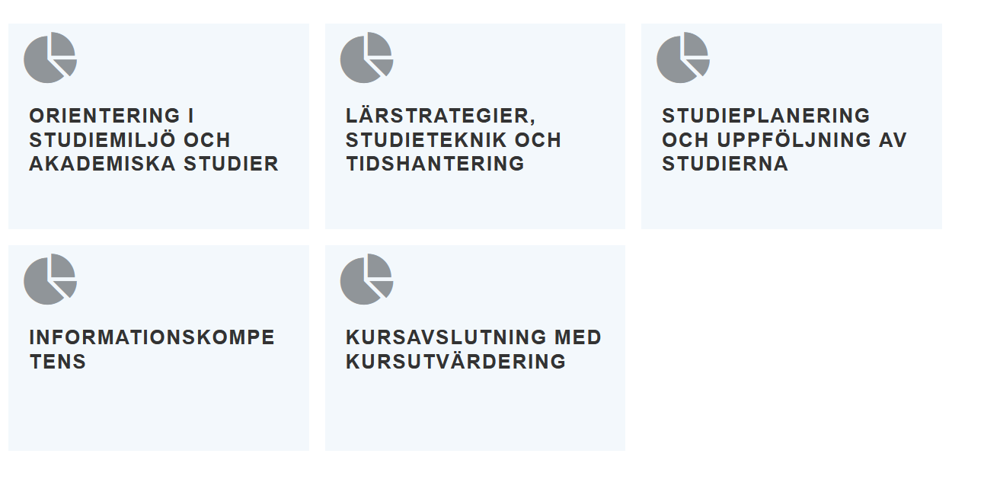 ORIENTERING I
STUDIEMILJÖ OCH
AKADEMISKA STUDIER
LÄRSTRATEGIER,
STUDIETEKNIK OCH
TIDSHANTERING
STUDIEPLANERING
OCH UPPFÖLJNING AV
STUDIERNA
INFORMATIONSKOMPE
TENS
KURSAVSLUTNING MED
KURSUTVÄRDERING